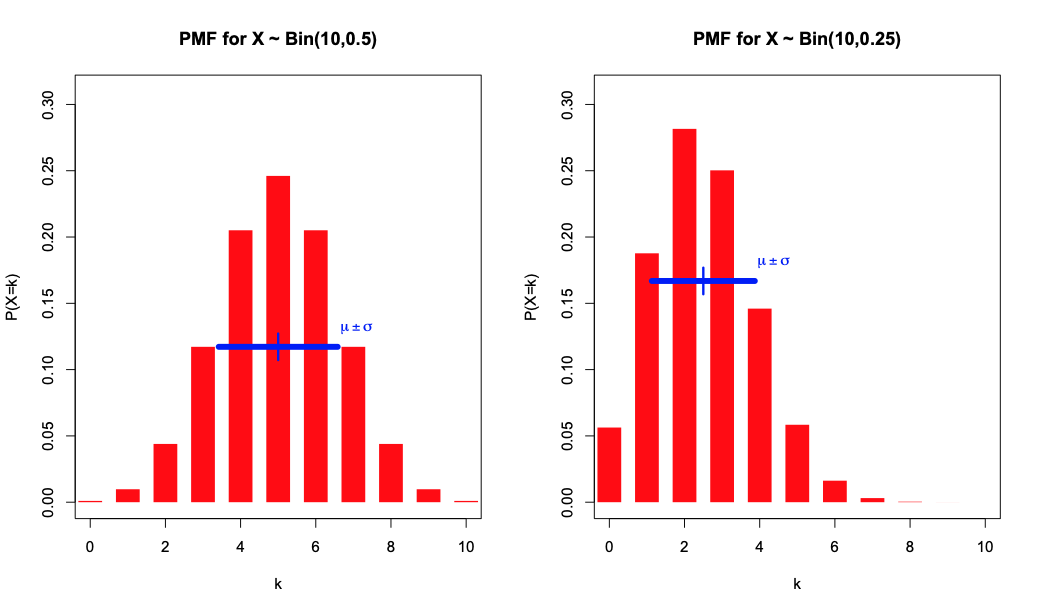 PMF for X ~ Bin(10,0.5)
P(X=k)
0.30
0.25
0.20
0.15
0.10
0.05
0.00
μ ± σ
0 2 4 6 8 10
k
PMF for X ~ Bin(10,0.25)
P(X=k)
0.30
0.25
0.20
0.15
0.10
0.05
0.00
μ ± σ
0 2 4 6 8 10
k